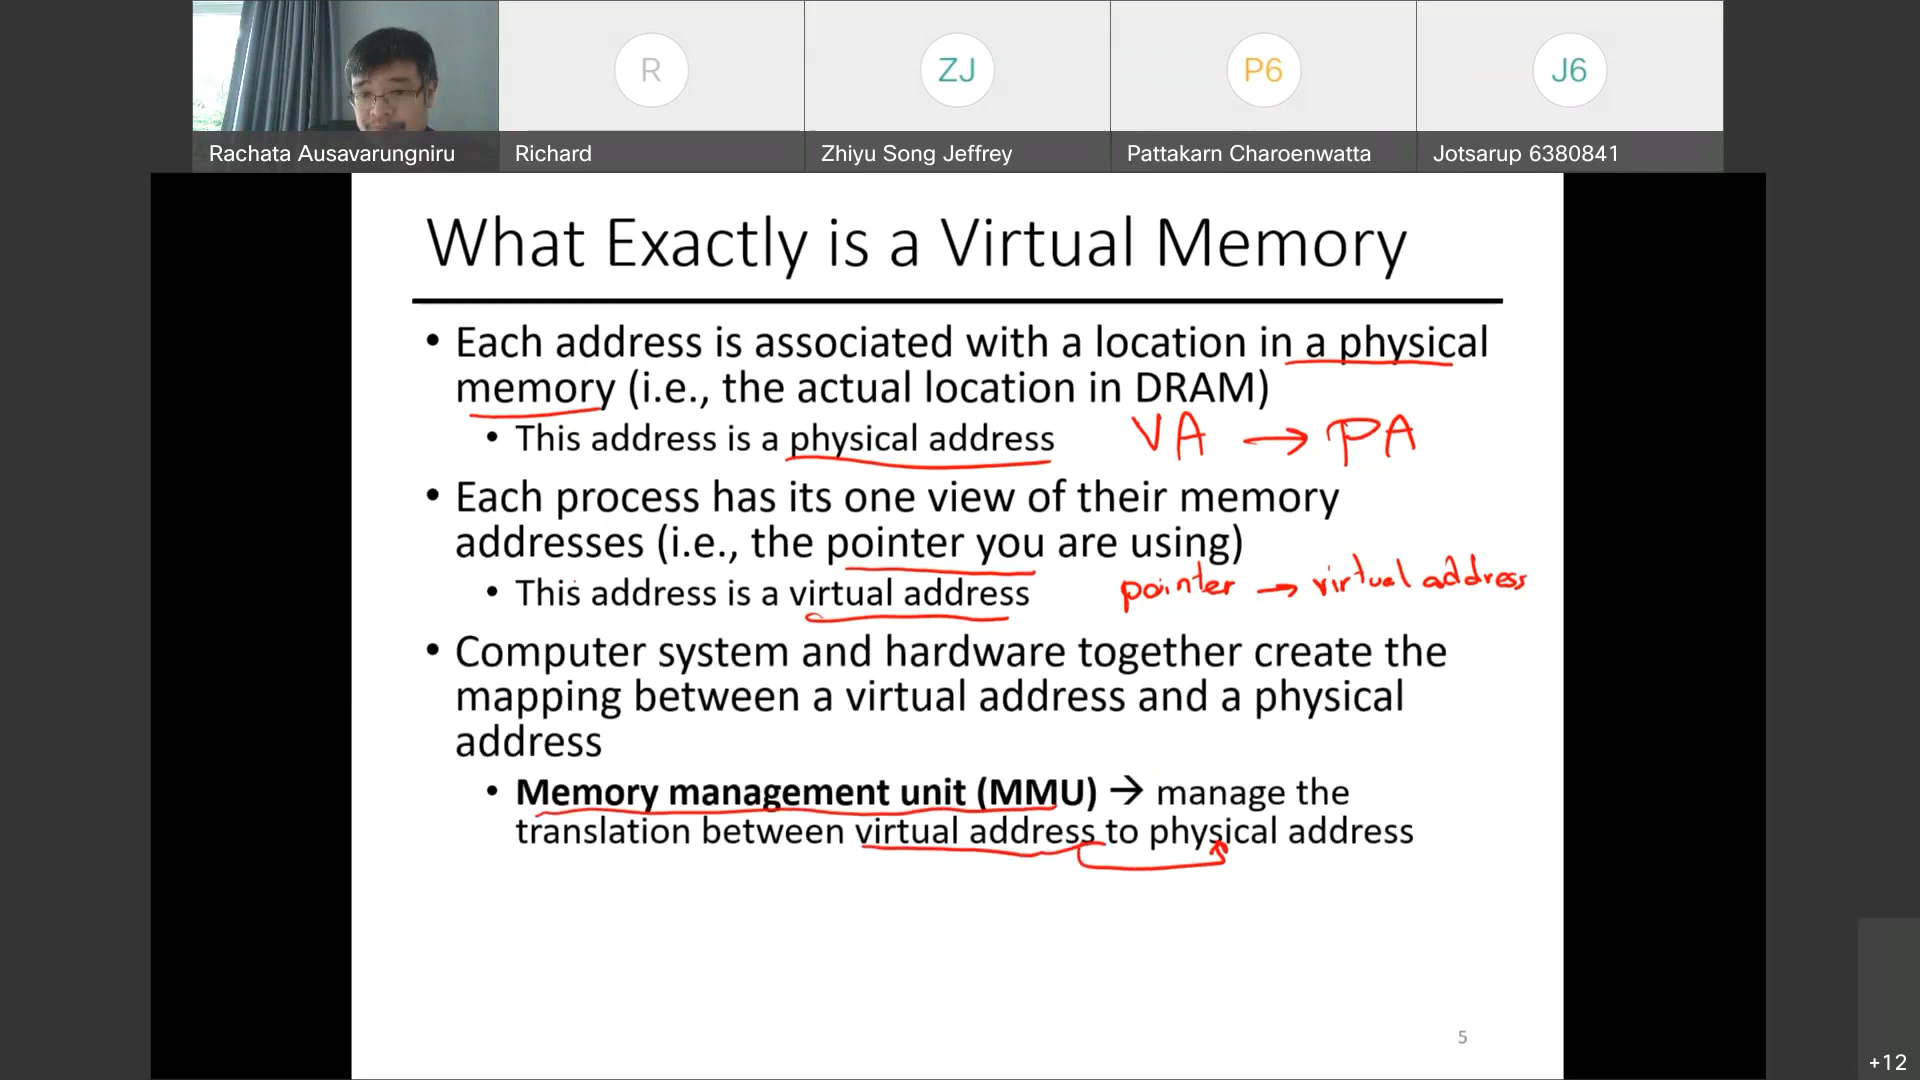 R
ZJ
P6
J6
Rachata Ausavarungniru
Richard
Zhiyu Song Jeffrey
Pattakarn Charoenwatta
Jotsarup 6380841
What Exactly is a Virtual Memory
• Each address is associated with a location in a physical
memory (i.e., the actual location in DRAM)
• This address is a physical address
VA → PA
• Each process has its one view of their memory
addresses (i.e., the pointer you are using)
• This address is a virtual address
pointer → virtual address
• Computer system and hardware together create the
mapping between a virtual address and a physical
address
• Memory management unit (MMU) → manage the
translation between virtual address to physical address
5
+12